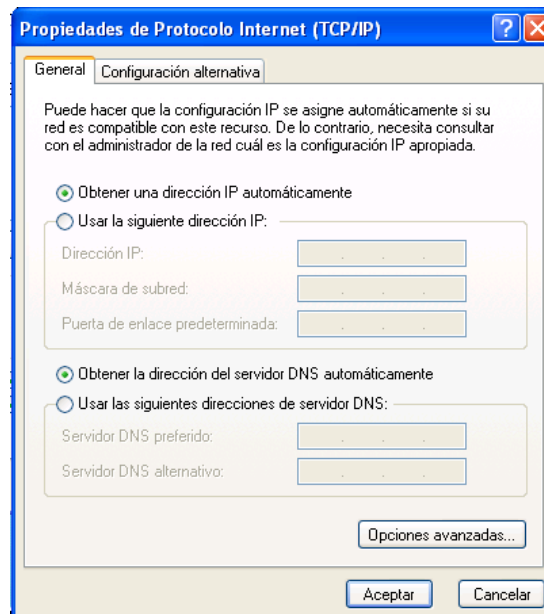 Propiedades de Protocolo Internet (TCP/IP)
General Configuración alternativa
Puede hacer que la configuración IP se asigne automáticamente si su
red es compatible con este recurso. De lo contrario, necesita consultar
con el administrador de la red cuál es la configuración IP apropiada.
Obtener una dirección IP automáticamente
Usar la siguiente dirección IP:
Dirección IP:
Máscara de subred:
Puerta de enlace predeterminada:
Obtener la dirección del servidor DNS automáticamente
Usar las siguientes direcciones de servidor DNS:
Servidor DNS preferido:
Servidor DNS alternativo:
Opciones avanzadas...
Aceptar Cancelar